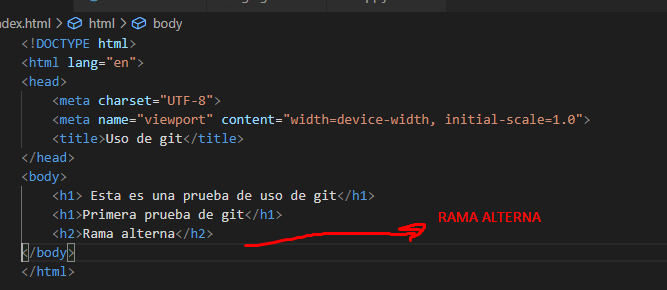 ndex.html > html > body
<!DOCTYPE html>
<html lang="en">
<head>
    <meta charset="UTF-8">
    <meta name="viewport" content="width=device-width, initial-scale=1.0">
    <title>Uso de git</title>
</head>
<body>
    <h1> Esta es una prueba de uso de git</h1>
    <h1>Primera prueba de git</h1>
    <h2>Rama alterna</h2>
RAMA ALTERNA
</body>
</html>